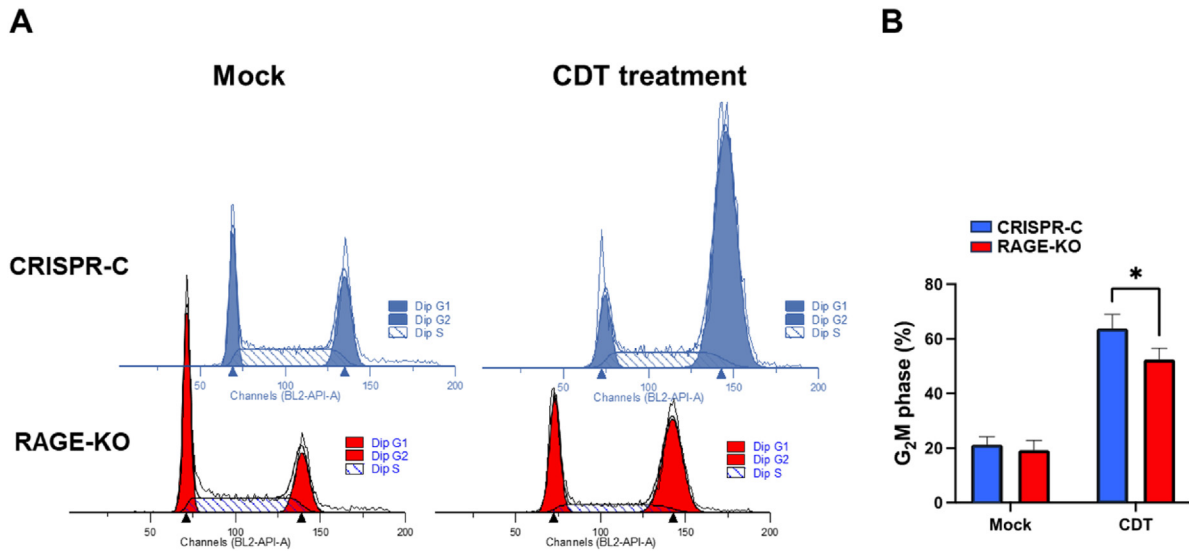 A
B
Mock
CDT treatment
CRISPR-C
Dip G1
Dip G2
Dip S
50
100
150
200
Channels (BL2-API-A)
Dip G1
Dip G2
Dip S
50
100
150
200
Channels (BL2-API-A)
RAGE-KO
Dip G1
Dip G2
Dip S
50
100
150
200
Channels (BL2-API-A)
Dip G1
Dip G2
Dip S
50
100
150
200
Channels (BL2-API-A)
CRISPR-C
RAGE-KO
G₂M phase (%)
80
60
40
20
0
*
Mock
CDT